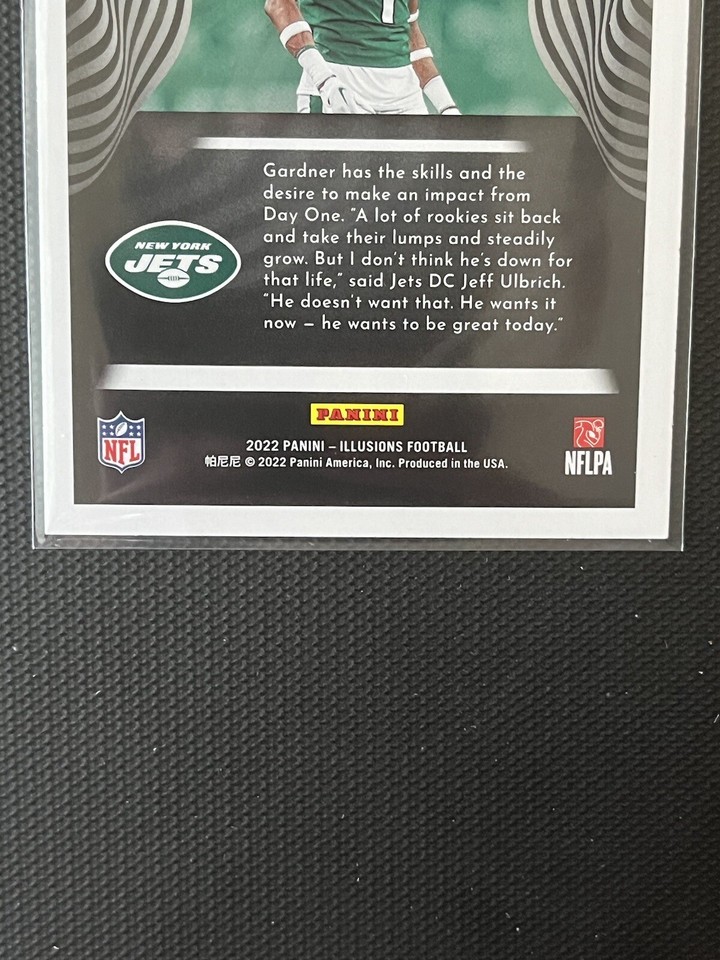 1
Gardner has the skills and the
desire to make an impact from
Day One. "A lot of rookies sit back
and take their lumps and steadily
grow. But I don't think he's down for
that life," said Jets DC Jeff Ulbrich.
"He doesn't want that. He wants it
now – he wants to be great today."
NEW YORK
JETS
PANINI
NFL
2022 PANINI – ILLUSIONS FOOTBALL
帕尼尼 © 2022 Panini America, Inc. Produced in the USA.
NFLPA